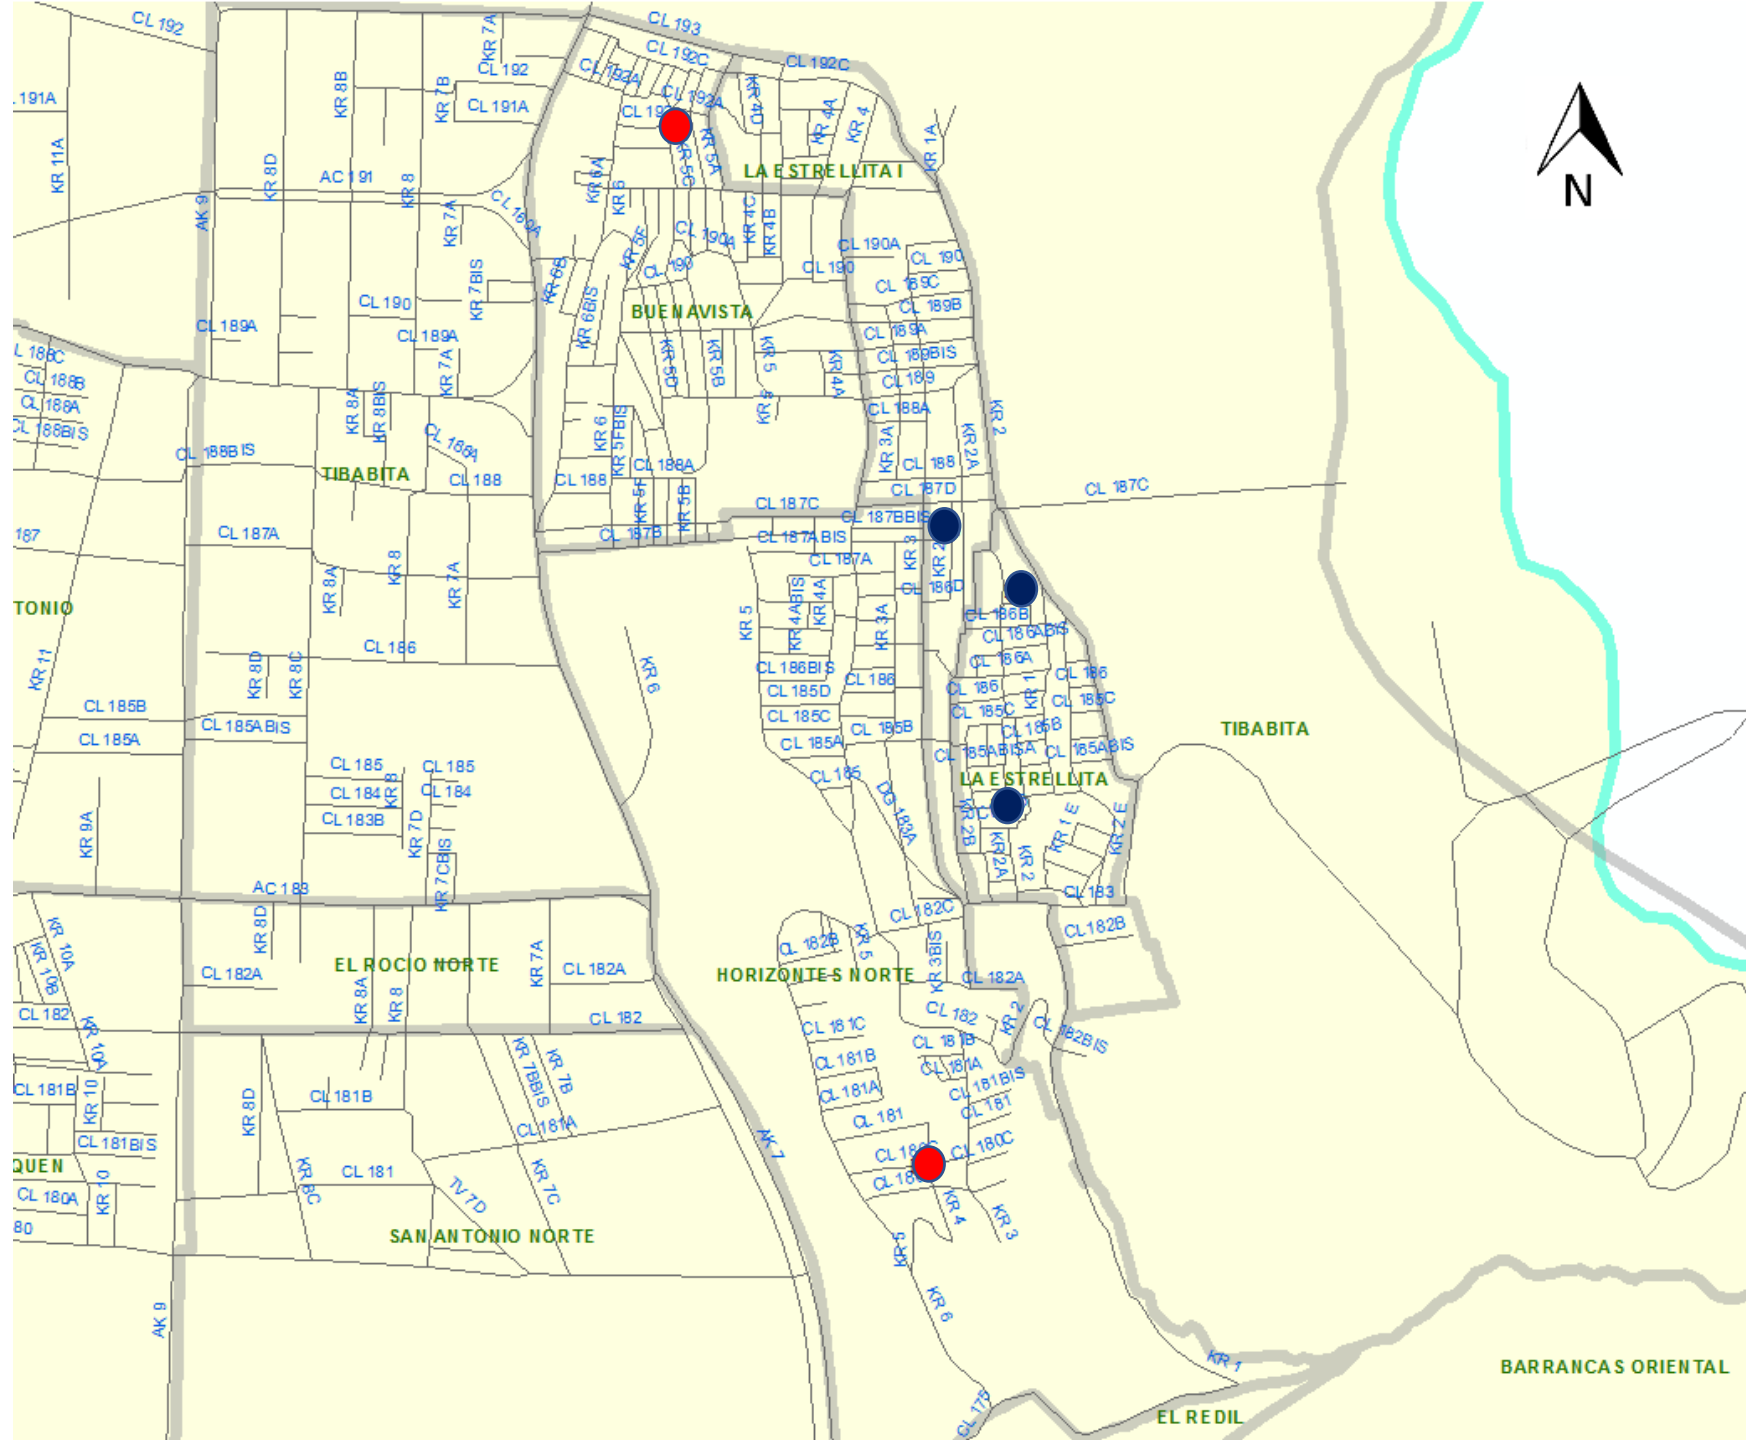 CL 192
CL 193
KR 7A
CL 192C
CL 192C
CL 192
CL 192A
KR 8B
KR 7B
CL 191A
CL 192A
KR 4D
191A
KR 4A
KR 4
KR 1A
KR 11A
KR 8D
AC 191
KR 8
KR 6A
KR 6
KR 5C
KR 5A
LA ESTRELLITA I
N
AK 9
KR 7A
KR 4C
KR 4B
CL 190A
CL 190A
KR 5F
CL 190
CL 190
CL 190
KR 6B
KR 7BIS
CL 189C
CL 190
KR 6BIS
BUENAVISTA
CL 189B
CL 189A
CL 189A
CL 189A
L 188C
CL 188B
KR 7A
KR 5D
KR 5B
KR 5
KR 4A
CL 189BIS
CL 189
CL 188A
KR 8A
KR 8BIS
KR 5
CL 188A
KR 2
CL 188BIS
CL 188A
KR 6
KR 5FBIS
KR 3A
KR 2A
CL 188BIS
TIBABITA
CL 188A
CL 188
CL 188
CL 188
KR 5F
KR 5B
CL 187D
CL 187C
CL 187C
187
CL 187A
CL 187B
CL 187BBIS
CL 187ABIS
CL 187A
KR 3
KR 8
KR 8A
KR 7A
TONIO
KR 5
KR 4ABIS
KR 4A
KR 3A
CL 186D
CL 186B
CL 186ABIS
CL 186
CL 186A
KR 11
KR 8D
KR 8C
KR 6
CL 186BIS
CL 186
CL 186
CL 186
KR 1
CL 185D
CL 185B
CL 185C
CL 185C
CL 185C
CL 185ABIS
CL 185B
CL 185B
TIBABITA
CL 185A
CL 185A
CL 185ABISA
CL 185ABIS
CL 185
CL 185
CL 185
LA ESTRELLITA
CL 184
KR 8
CL 184
DG 183A
CL 183B
KR 9A
KR 7D
KR 2B
KR 1 E
KR 2 E
KR 7CBIS
KR 2A
KR 2
AC 183
CL 183
CL 182C
KR 10A
KR 8D
CL 182B
CL 182B
KR 5
KR 10B
EL ROCIO NORTE
KR 7A
CL 182A
CL 182A
HORIZONTES NORTE
KR 3BIS
CL 182A
KR 8A
KR 8
CL 182
CL 182
CL 182
KR 2
CL 182BIS
KR 10A
CL 181C
CL 181B
KR 7BBIS
KR 7B
CL 181B
CL 181A
CL 181B
KR 10
KR 8D
CL 181B
CL 181A
CL 181BIS
CL 181
CL 181
CL 181A
CL 181BIS
AK 7
CL 180C
QUEN
KR 10
KR 8C
CL 181
KR 7C
TV 7D
CL 180A
KR 4
KR 3
80
SAN ANTONIO NORTE
KR 5
AK 9
KR 6
KR 1
BARRANCAS ORIENTAL
CL 175
EL REDIL